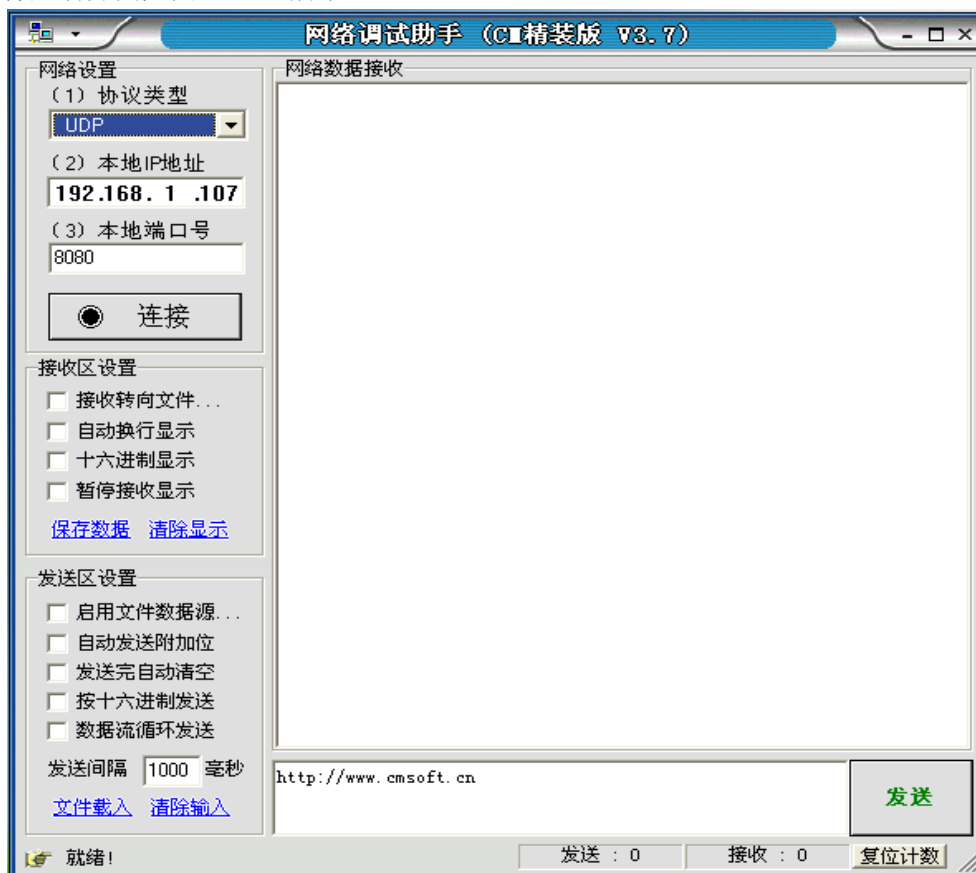 网络调试助手 (CⅢ精装版 V3.7)
网络设置
(1) 协议类型
UDP
(2) 本地IP地址
192.168. 1 .107
(3) 本地端口号
8080
连接
接收区设置
接收转向文件...
自动换行显示
十六进制显示
暂停接收显示
保存数据 清除显示
发送区设置
启用文件数据源...
自动发送附加位
发送完自动清空
按十六进制发送
数据流循环发送
发送间隔 1000 毫秒
文件载入 清除输入
网络数据接收
http://www.cmsoft.cn
发送
就绪!
发送 : 0
接收 : 0
复位计数